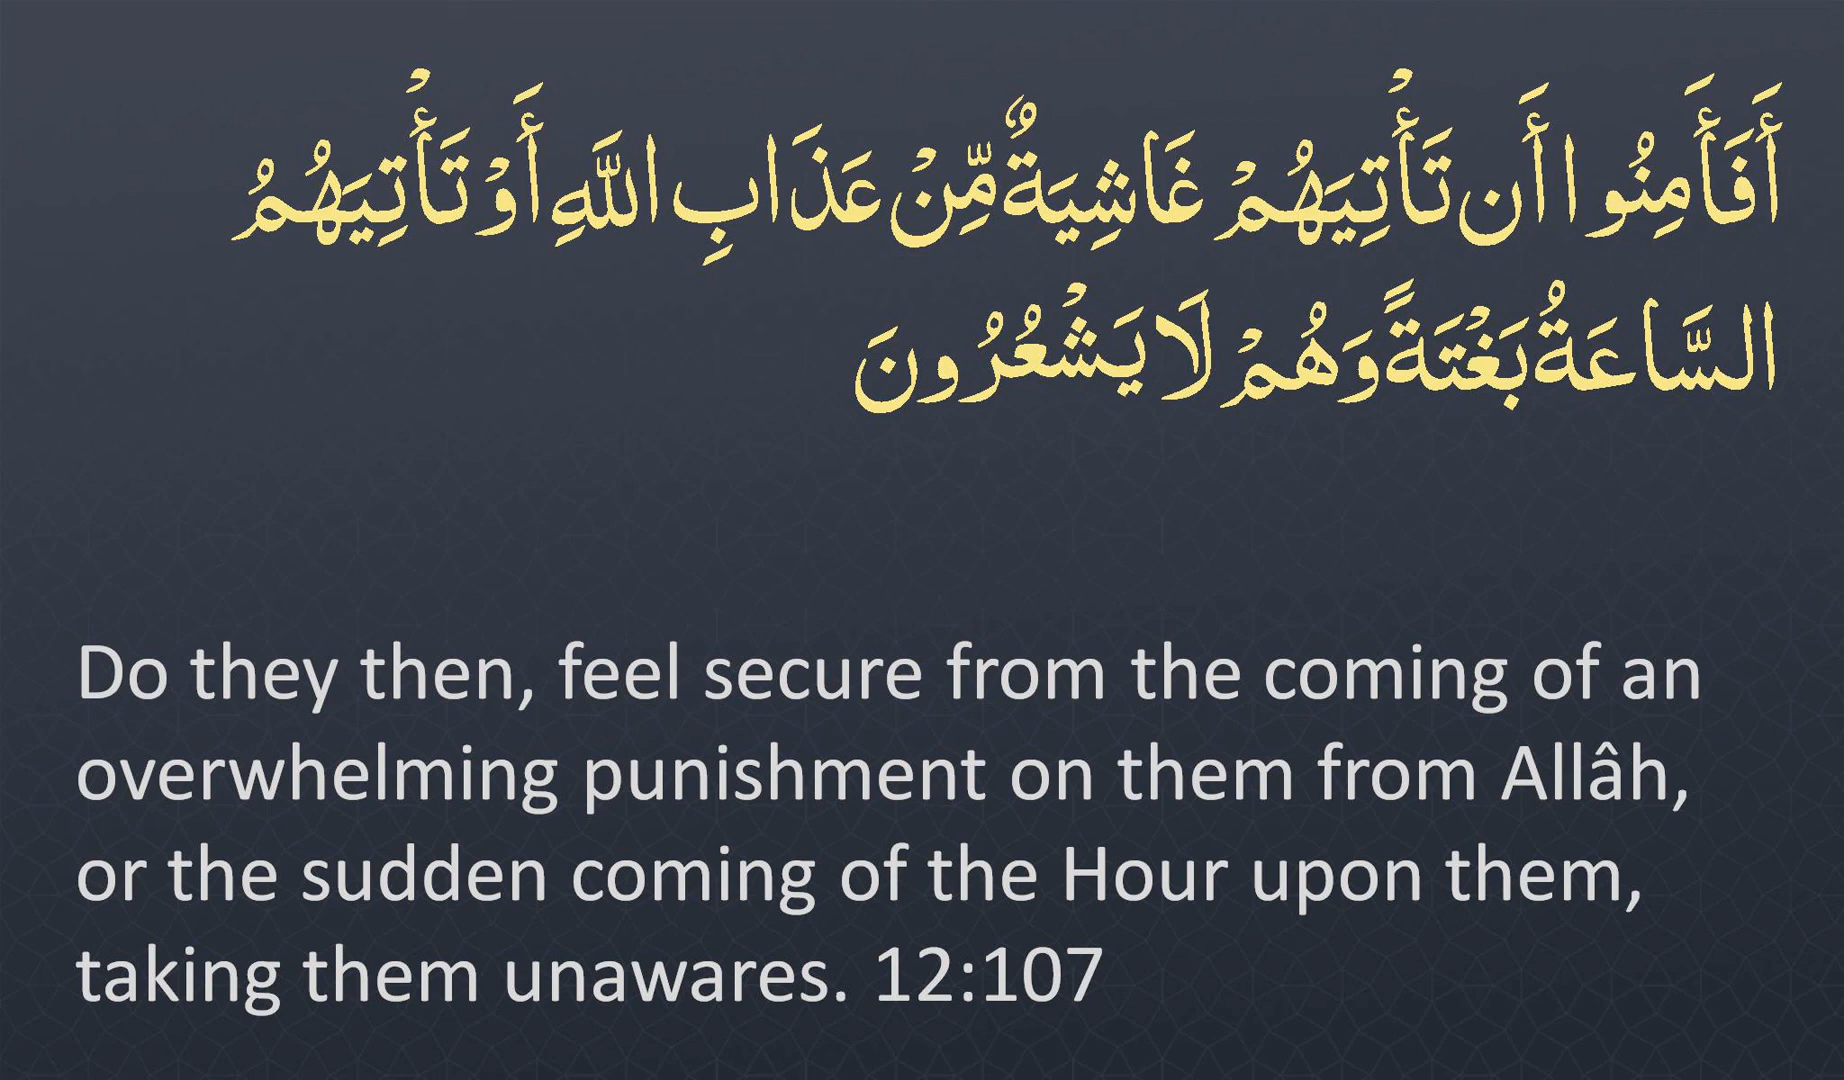 أَفَأَمِنُوا أَن تَأْتِيَهُمْ غَاشِيَةٌ مِّنْ عَذَابِ اللَّهِ أَوْ تَأْتِيَهُمُ
السَّاعَةُ بَغْتَةً وَهُمْ لَا يَشْعُرُونَ
Do they then, feel secure from the coming of an
overwhelming punishment on them from Allâh,
or the sudden coming of the Hour upon them,
taking them unawares. 12:107